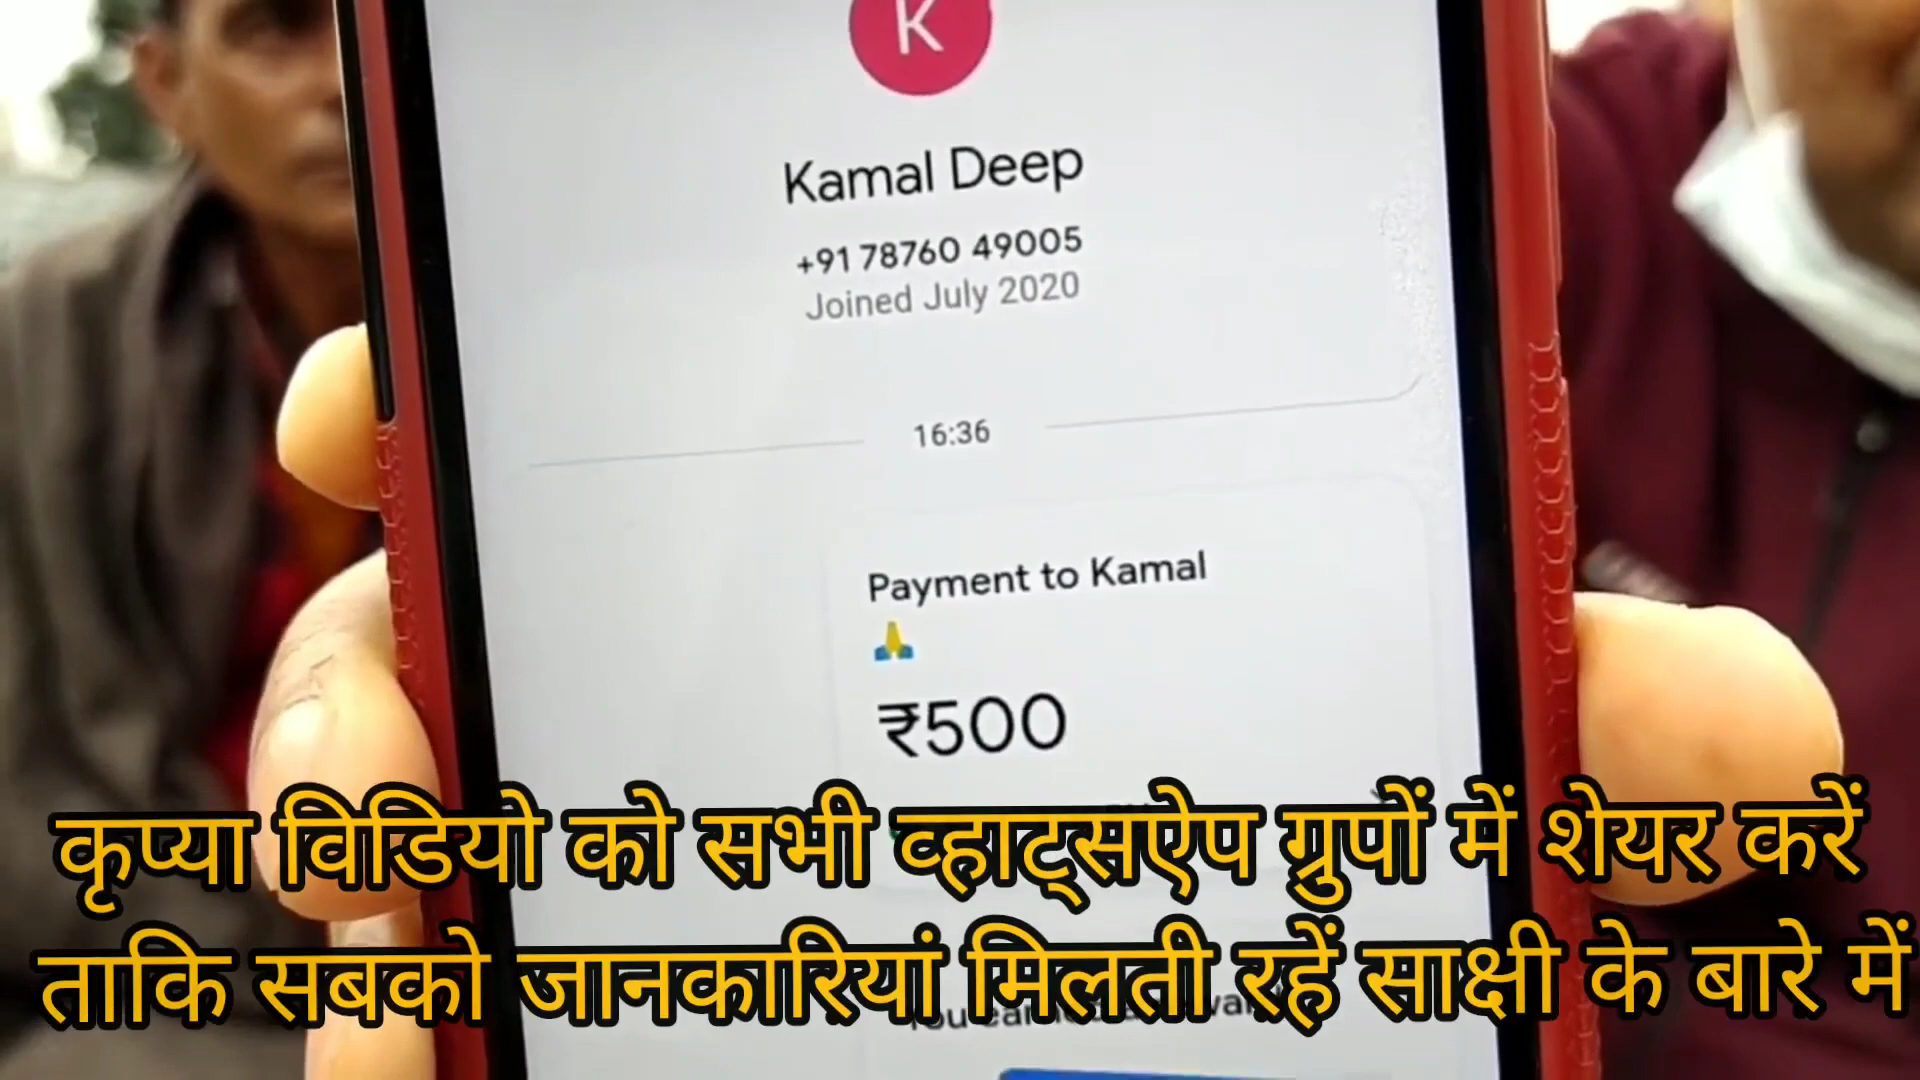 K
Kamal Deep
+91 78760 49005
Joined July 2020
16:36
Payment to Kamal
🙏
₹500
कृप्या विडियो को सभी व्हाट्सऐप ग्रुपों में शेयर करें
ताकि सबको जानकारियां मिलती रहें साक्षी के बारे में